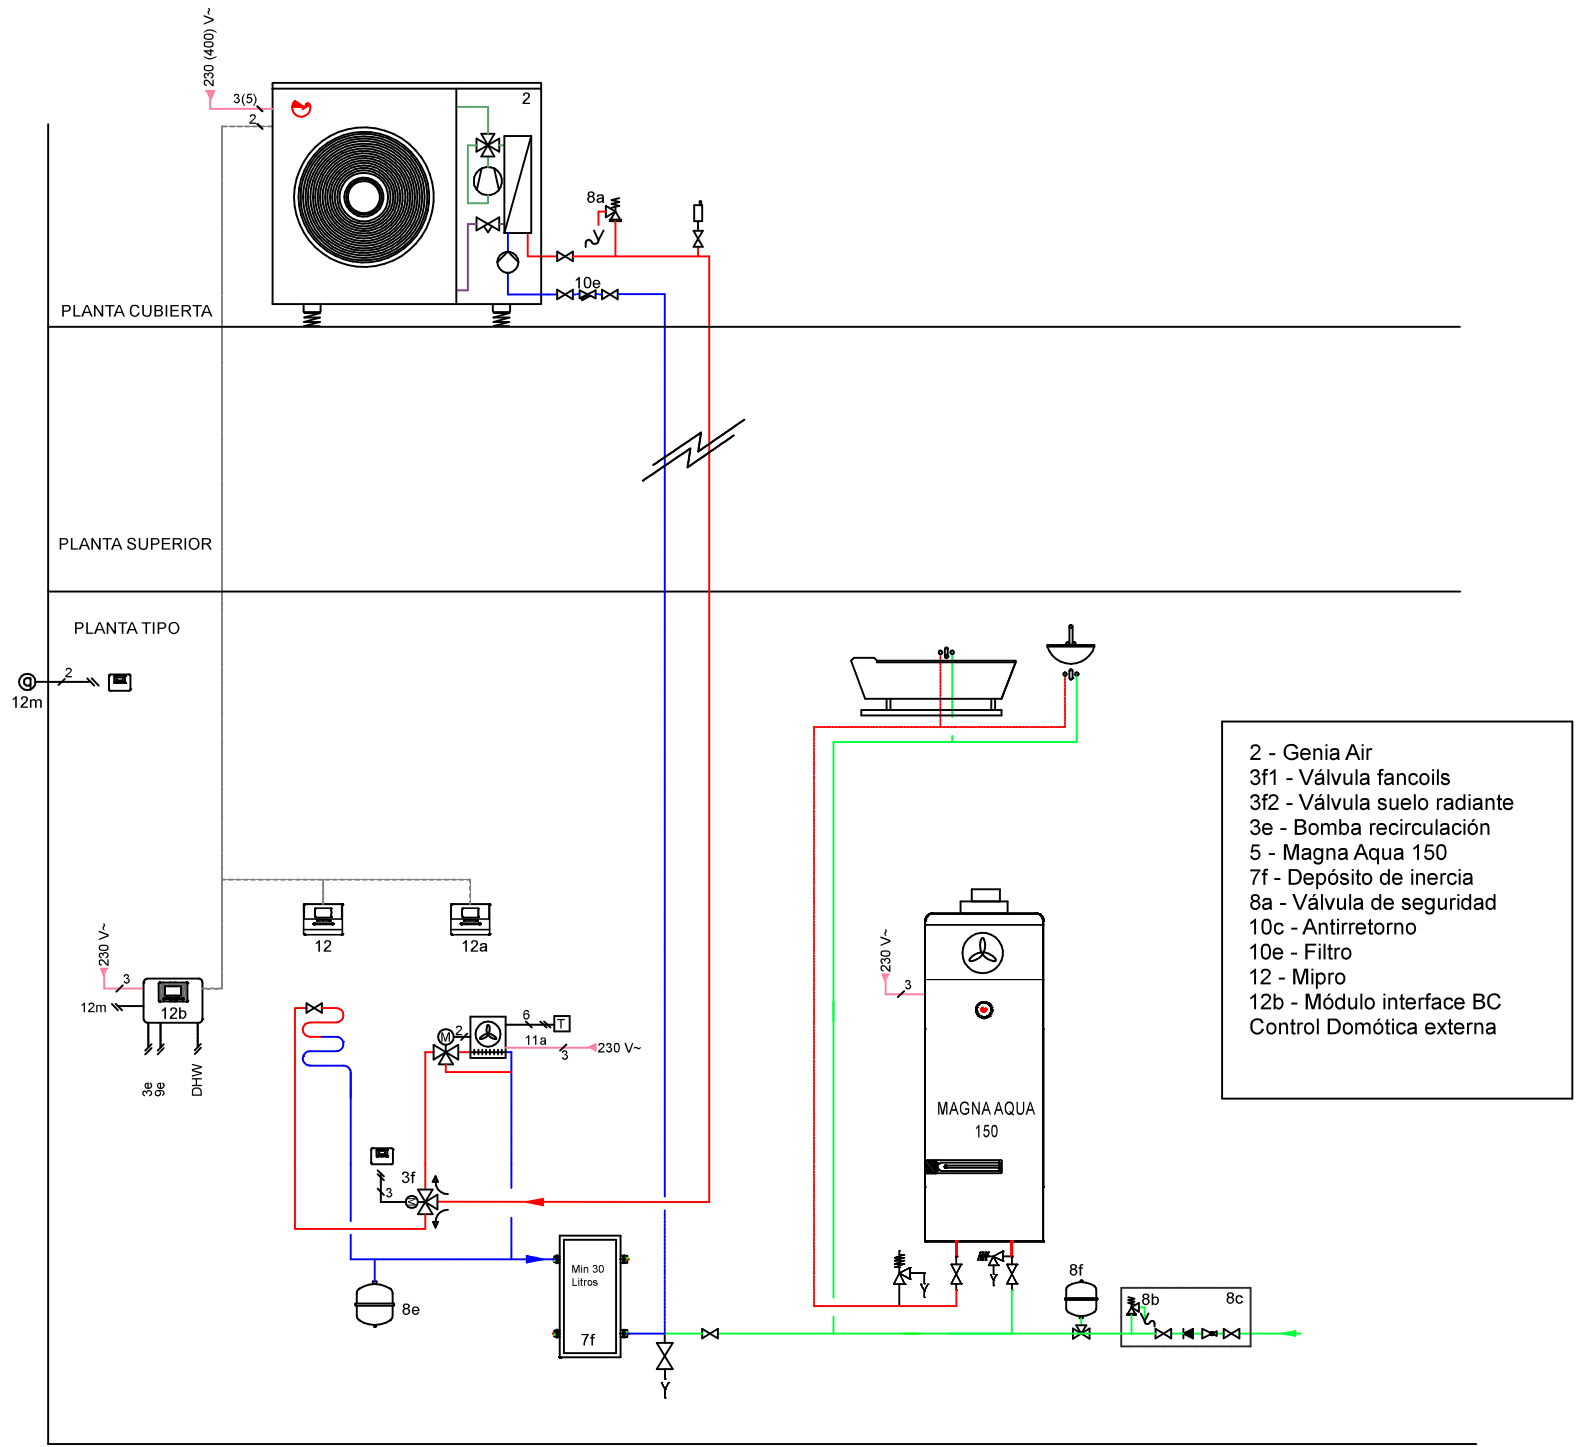 230 (400) V~
3(5)
2
2
8a
10e
PLANTA CUBIERTA
PLANTA SUPERIOR
PLANTA TIPO
2
12m
2 - Genia Air
3f1 - Válvula fancoils
3f2 - Válvula suelo radiante
3e - Bomba recirculación
5 - Magna Aqua 150
7f - Depósito de inercia
8a - Válvula de seguridad
10c - Antirretorno
10e - Filtro
12 - Mipro
12b - Módulo interface BC
Control Domótica externa
12
12a
230 V~
3
12m
12b
3e
9e
DHW
M
2
6
T
11a
3
230 V~
230 V~
3
MAGNA AQUA
150
3f
3
M
8e
Min 30
Litros
7f
8f
8b
8c